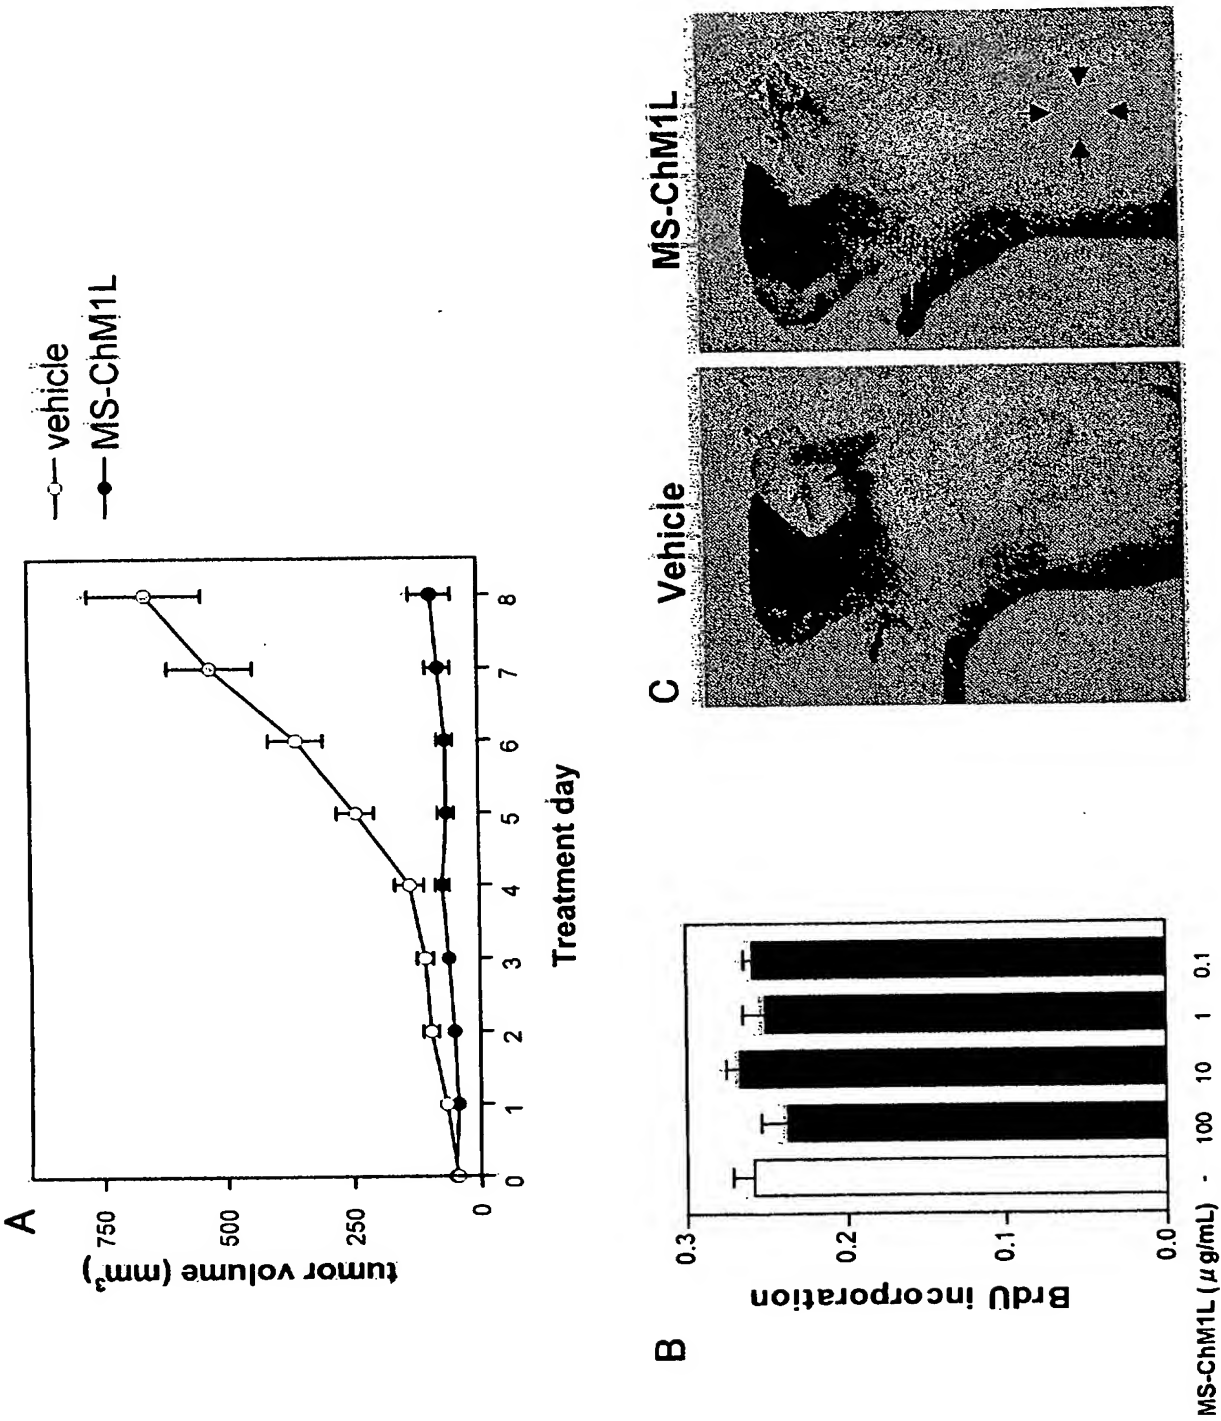 A
vehicle
MS-ChM1L
tumor volume (mm³)
750
500
250
0
0 1 2 3 4 5 6 7 8
Treatment day
B
BrdU incorporation
0.3
0.2
0.1
0.0
MS-ChM1L (μg/mL) - 100 10 1 0.1
C
Vehicle
MS-ChM1L